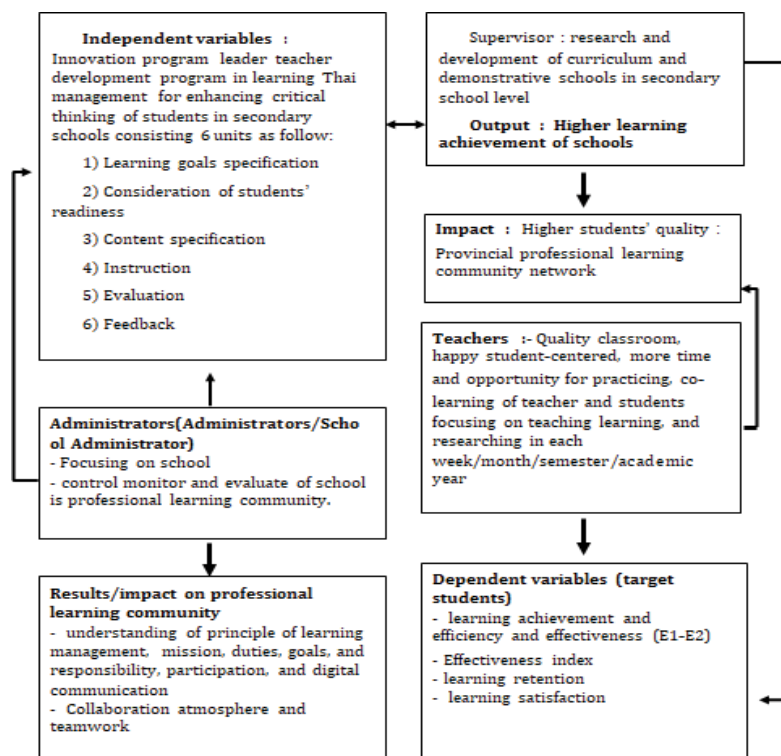 Independent variables :
Innovation program leader teacher
development program in learning Thai
management for enhancing critical
thinking of students in secondary
schools consisting 6 units as follow:
1) Learning goals specification
2) Consideration of students'
readiness
3) Content specification
4) Instruction
5) Evaluation
6) Feedback
Administrators(Administrators/Scho
ol Administrator)
- Focusing on school
- control monitor and evaluate of school
is professional learning community.
Results/impact on professional
learning community
- understanding of principle of learning
management, mission, duties, goals, and
responsibility, participation, and digital
communication
- Collaboration atmosphere and
teamwork
Supervisor : research and
development of curriculum and
demonstrative schools in secondary
school level
Output : Higher learning
achievement of schools
Impact : Higher students' quality :
Provincial professional learning
community network
Teachers :- Quality classroom,
happy student-centered, more time
and opportunity for practicing, co-
learning of teacher and students
focusing on teaching learning, and
researching in each
week/month/semester/academic
year
Dependent variables (target
students)
- learning achievement and
efficiency and effectiveness (E1-E2)
- Effectiveness index
- learning retention
- learning satisfaction